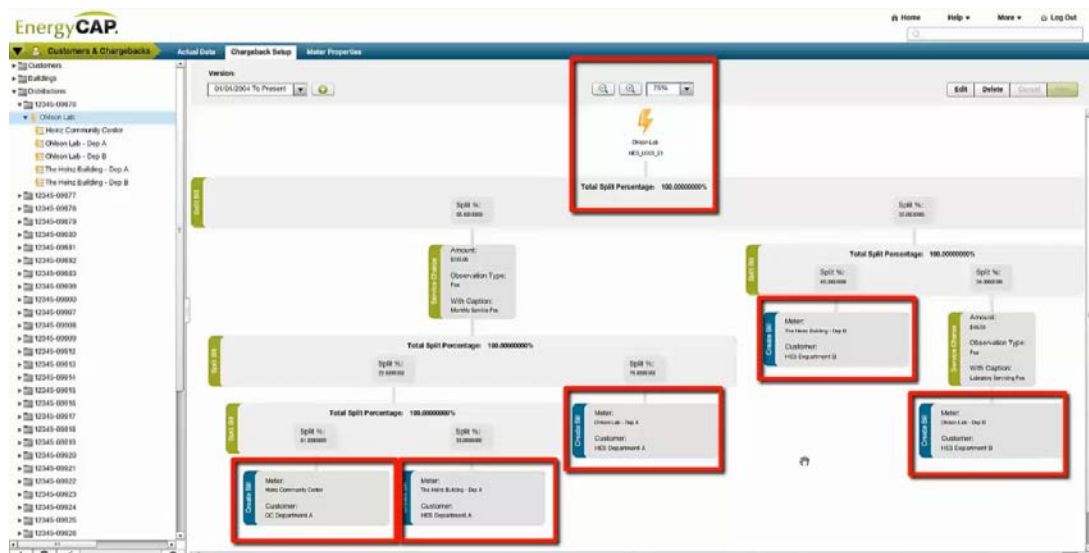 EnergyCAP.
Home Help More Log Out
Customers & Chargebacks
Actual Data Chargeback Setup Meter Properties
Customers
Buildings
Distributions
12345-09876
Ohlson Lab
Heinz Community Center
Ohlson Lab - Dep A
Ohlson Lab - Dep B
The Heinz Building - Dep A
The Heinz Building - Dep B
12345-09877
12345-09878
12345-09879
12345-09880
12345-09881
12345-09882
12345-09883
12345-09907
12345-09908
12345-09909
12345-09912
12345-09913
12345-09914
12345-09915
12345-09916
12345-09917
12345-09918
12345-09919
12345-09920
12345-09921
12345-09922
12345-09923
12345-09924
12345-09925
12345-09926
Version:
01/01/2004 To Present
75%
Edit Delete Cancel
Ohlson Lab
Total Split Percentage: 100.00000000%
Split Bill
Split %:
Split %:
Service Charge
Amount:
Observation Type:
Fee
With Caption:
Monthly Service Fee
Split Bill
Total Split Percentage: 100.00000000%
Split %:
Split %:
Create Bill
Meter:
The Heinz Building - Dep B
Customer:
HES Department B
Service Charge
Amount:
Observation Type:
Fee
With Caption:
Split Bill
Total Split Percentage: 100.00000000%
Split %:
Split %:
Create Bill
Meter:
Ohlson Lab - Dep A
Customer:
HES Department A
Create Bill
Meter:
Ohlson Lab - Dep B
Customer:
HES Department B
Split Bill
Total Split Percentage: 100.00000000%
Split %:
Split %:
Create Bill
Meter:
Heinz Community Center
Customer:
OC Department A
Create Bill
Meter:
The Heinz Building - Dep A
Customer:
HES Department A